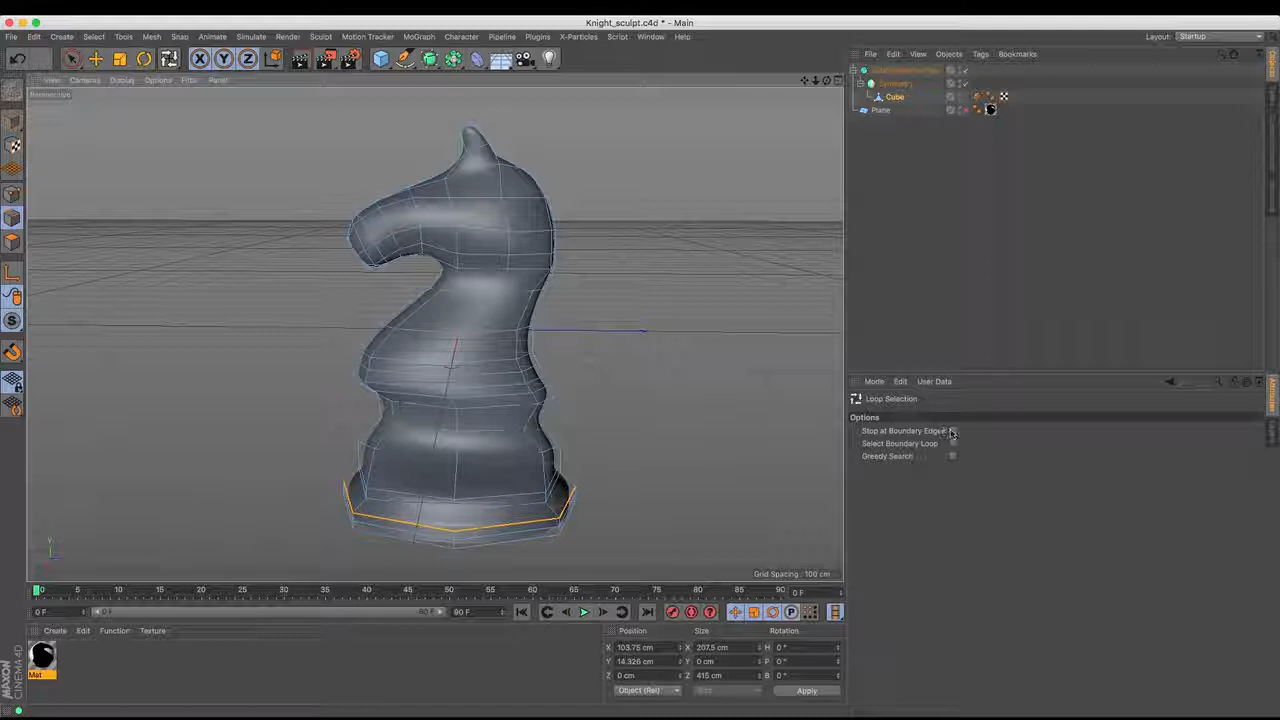 Knight_sculpt.c4d * - Main
File Edit Create Select Tools Mesh Snap Animate Simulate Render Sculpt Motion Tracker MoGraph Character Pipeline Plugins X-Particles Script Window Help
Layout: Startup
File Edit View Objects Tags Bookmarks
View Cameras Display Options Filter Panel
Cube
Plane
Objects
Mode Edit User Data
Attributes
Loop Selection
Options
Stop at Boundary Edges
Select Boundary Loop
Greedy Search
Y
Grid Spacing : 100 cm
0 5 10 15 20 25 30 35 40 45 50 55 60 65 70 75 80 85 90
0 F
0 F
90 F
Create Edit Function Texture
Mat
Position Size Rotation
X 103.75 cm X 207.5 cm H 0 °
Y 14.326 cm Y 0 cm P 0 °
Z 0 cm Z 415 cm B 0 °
Object (Rel) Apply
MAXON CINEMA 4D